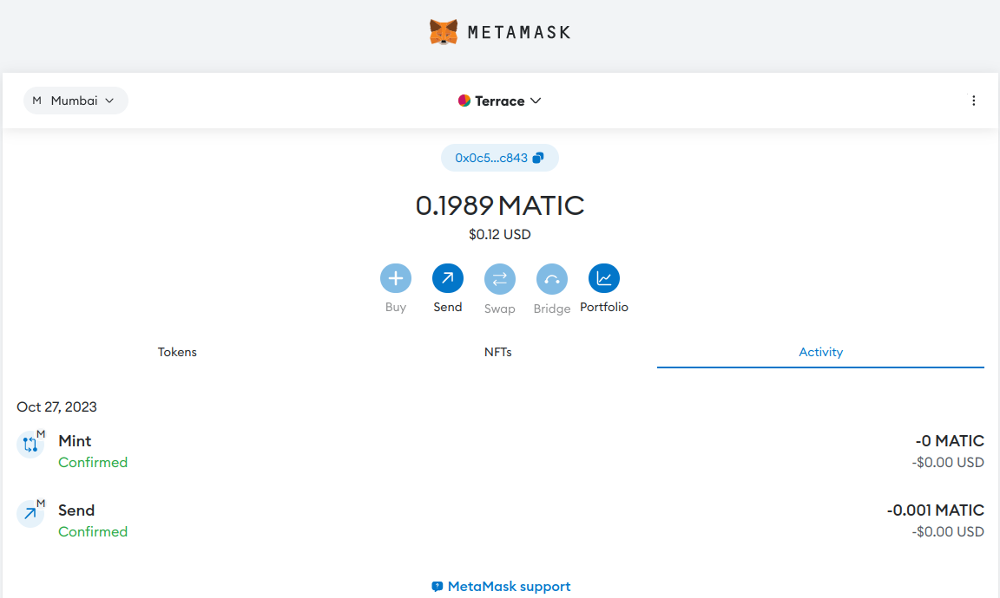 METAMASK
M Mumbai
Terrace
0x0c5...c843
0.1989 MATIC
$0.12 USD
Buy Send Swap Bridge Portfolio
Tokens NFTs Activity
Oct 27, 2023
M
Mint -0 MATIC
Confirmed -$0.00 USD
M
Send -0.001 MATIC
Confirmed -$0.00 USD
MetaMask support